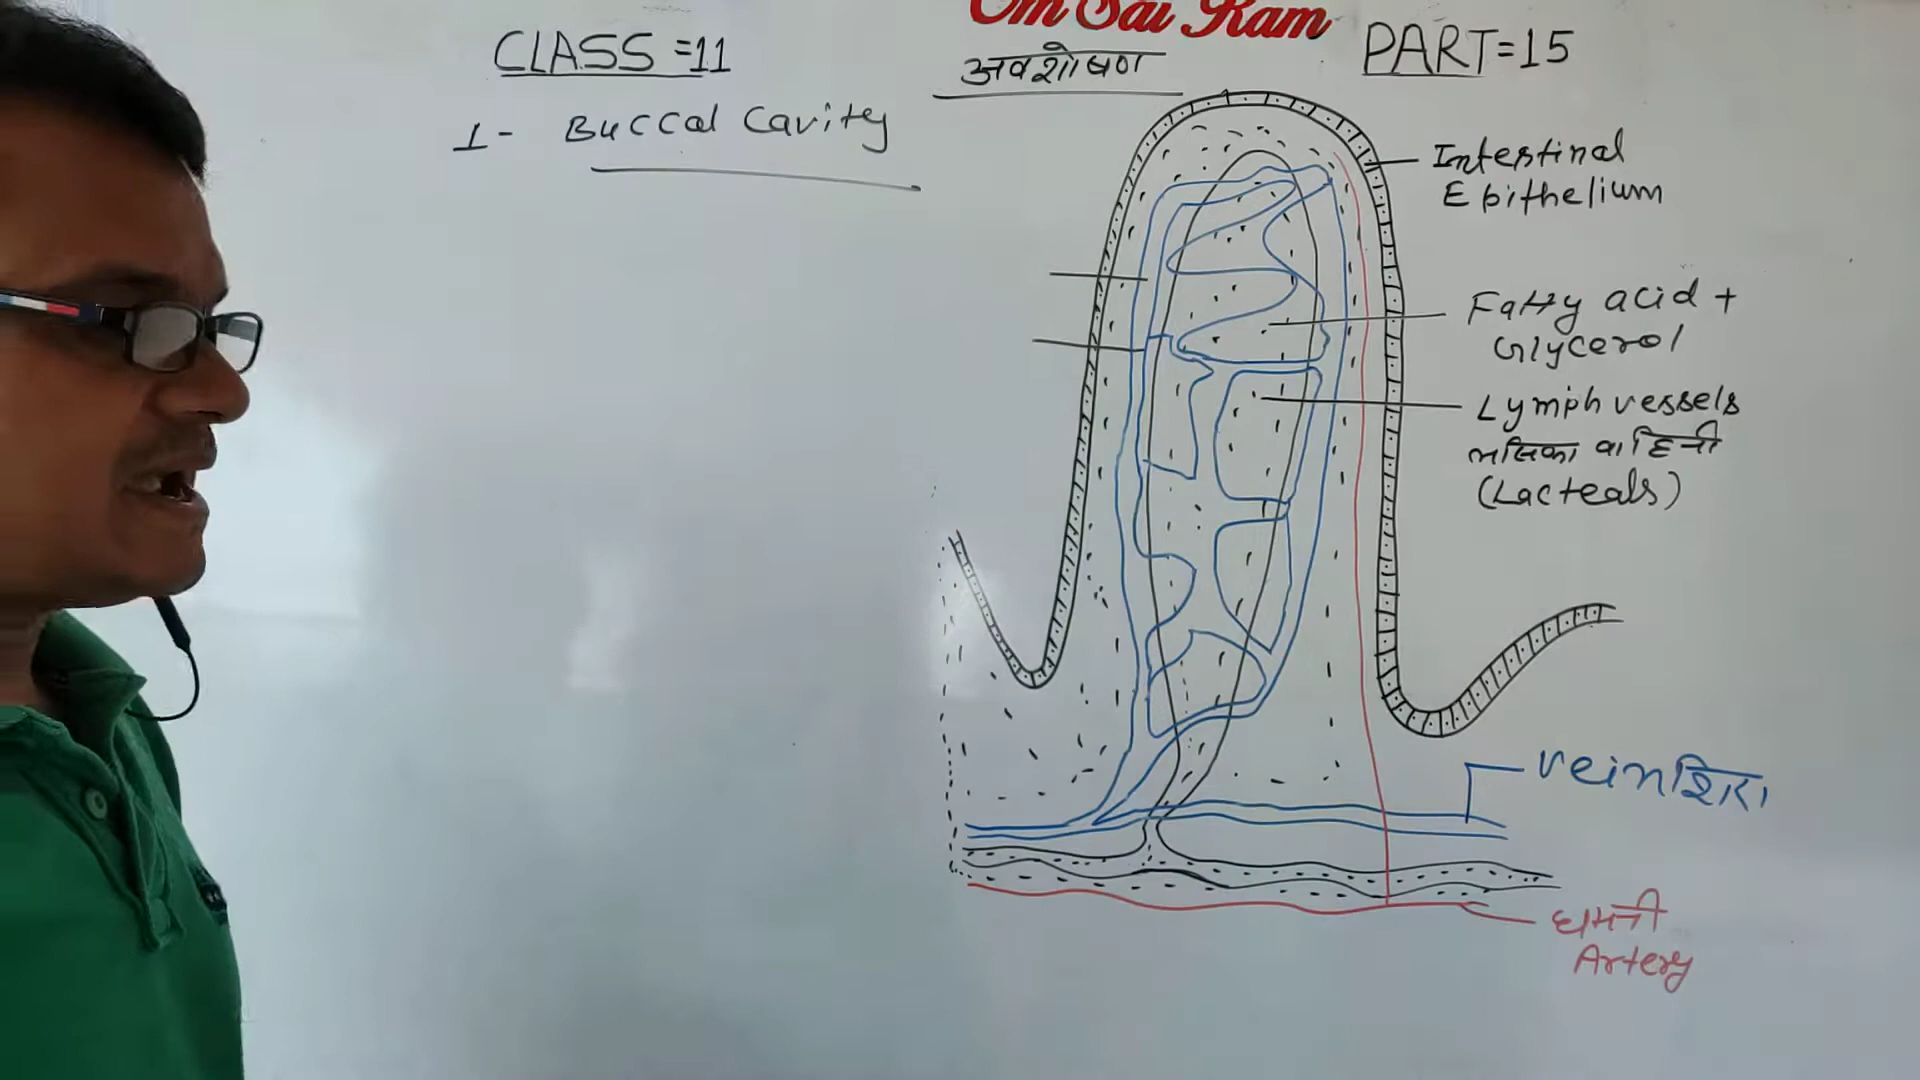 Om Sai Ram
CLASS = 11
अवशोषण
PART = 15
1- Buccal Cavity
Intestinal
Epithelium
Fatty acid +
Glycerol
Lymph vessels
लसिका वाहिनी
(Lacteals)
vein शिरा
धमनी
Artery